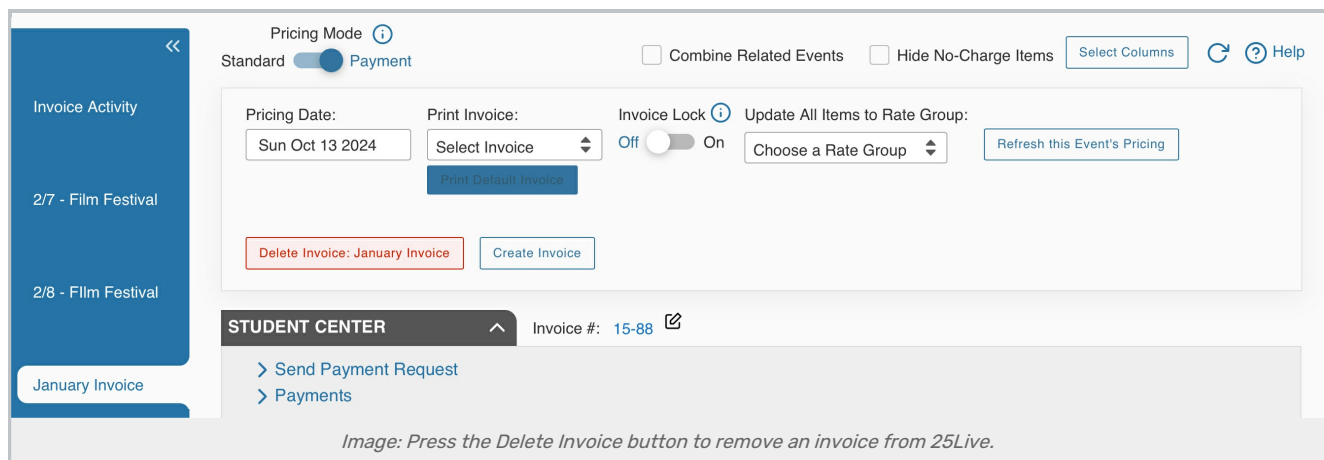 Pricing Mode
Standard Payment
Combine Related Events
Hide No-Charge Items
Select Columns
Help
Invoice Activity
2/7 - Film Festival
2/8 - FIlm Festival
January Invoice
Pricing Date:
Sun Oct 13 2024
Print Invoice:
Select Invoice
Print Default Invoice
Invoice Lock
Off On
Update All Items to Rate Group:
Choose a Rate Group
Refresh this Event's Pricing
Delete Invoice: January Invoice
Create Invoice
STUDENT CENTER
Invoice #: 15-88
Send Payment Request
Payments
Image: Press the Delete Invoice button to remove an invoice from 25Live.